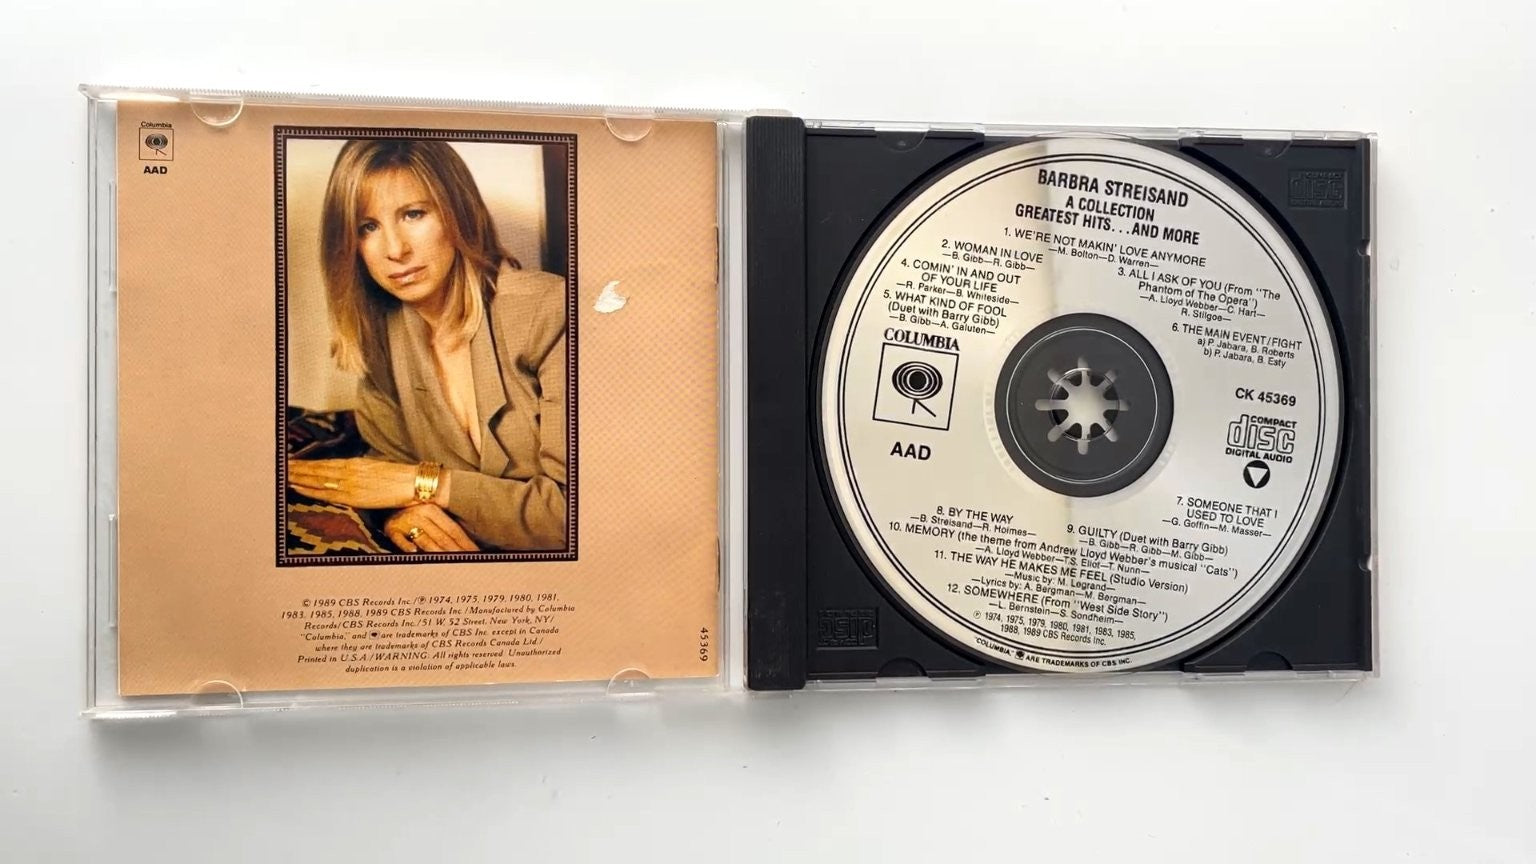 Columbia
AAD
© 1989 CBS Records Inc./℗ 1974, 1975, 1979, 1980, 1981,
1983, 1985, 1988, 1989 CBS Records Inc./Manufactured by Columbia
Records/CBS Records Inc./51 W. 52 Street, New York, NY/
"Columbia," and are trademarks of CBS Inc. except in Canada
where they are trademarks of CBS Records Canada Ltd./
Printed in U.S.A./WARNING: All rights reserved. Unauthorized
duplication is a violation of applicable laws.
45369
BARBRA STREISAND
A COLLECTION
GREATEST HITS...AND MORE
1. WE'RE NOT MAKIN' LOVE ANYMORE
—M. Bolton—D. Warren—
2. WOMAN IN LOVE
—B. Gibb—R. Gibb—
3. ALL I ASK OF YOU (From "The
Phantom of The Opera")
—A. Lloyd Webber—C. Hart—
R. Stilgoe—
4. COMIN' IN AND OUT
OF YOUR LIFE
—R. Parker—B. Whiteside—
5. WHAT KIND OF FOOL
(Duet with Barry Gibb)
—B. Gibb—A. Galuten—
6. THE MAIN EVENT/FIGHT
a) P. Jabara, B. Roberts
b) P. Jabara, B. Esty
COLUMBIA
AAD
CK 45369
COMPACT
disc
DIGITAL AUDIO
7. SOMEONE THAT I
USED TO LOVE
—G. Goffin—M. Masser—
8. BY THE WAY
—B. Streisand—R. Holmes—
9. GUILTY (Duet with Barry Gibb)
—B. Gibb—R. Gibb—M. Gibb—
10. MEMORY (the theme from Andrew Lloyd Webber's musical "Cats")
—A. Lloyd Webber—T.S. Eliot—T. Nunn—
11. THE WAY HE MAKES ME FEEL (Studio Version)
—Music by: M. Legrand—
—Lyrics by: A. Bergman—M. Bergman—
12. SOMEWHERE (From "West Side Story")
—L. Bernstein—S. Sondheim—
℗ 1974, 1975, 1979, 1980, 1981, 1983, 1985,
1988, 1989 CBS Records Inc.
"COLUMBIA," ARE TRADEMARKS OF CBS INC.
COMPACT
disc
DIGITAL AUDIO
disc